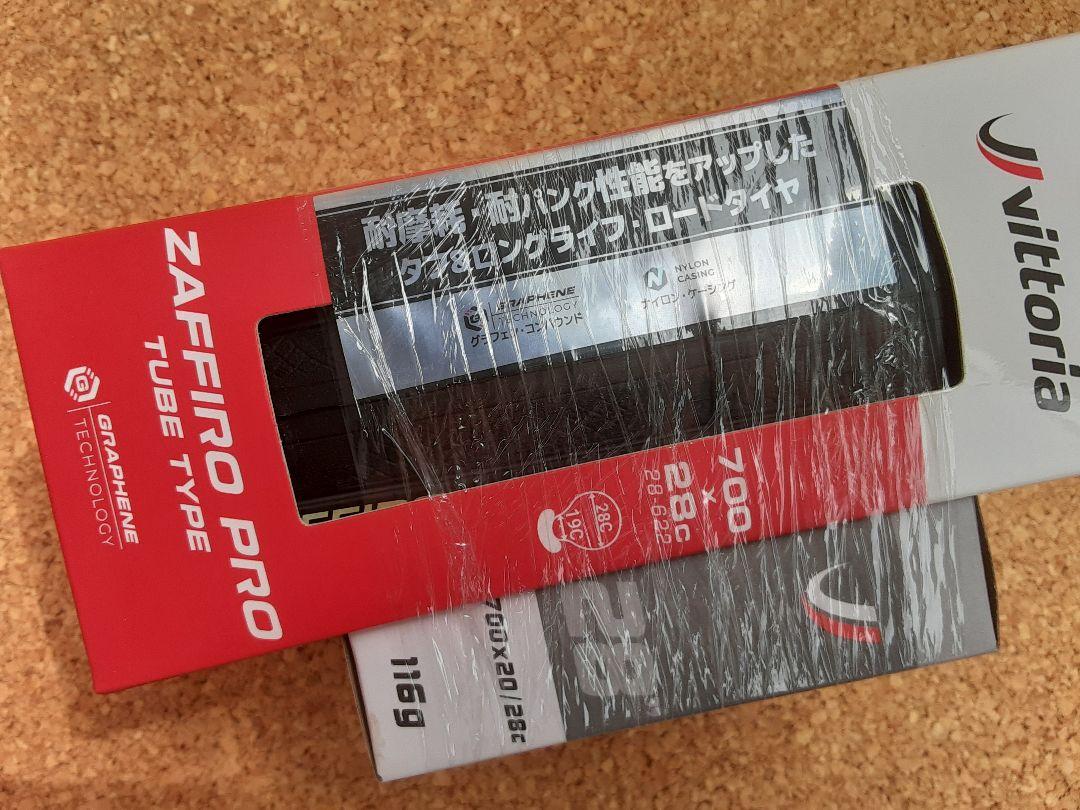 vittoria
耐摩耗・耐パンク性能をアップした
タフ&ロングライフ・ロードタイヤ
GRAPHENE
TECHNOLOGY
グラフェン・コンパウンド
NYLON
CASING
ナイロン・ケーシング
ZAFFIRO PRO
TUBE TYPE
G
GRAPHENE
TECHNOLOGY
700
x
28c
28-622
28C
19C
700x20/28c
116g
28